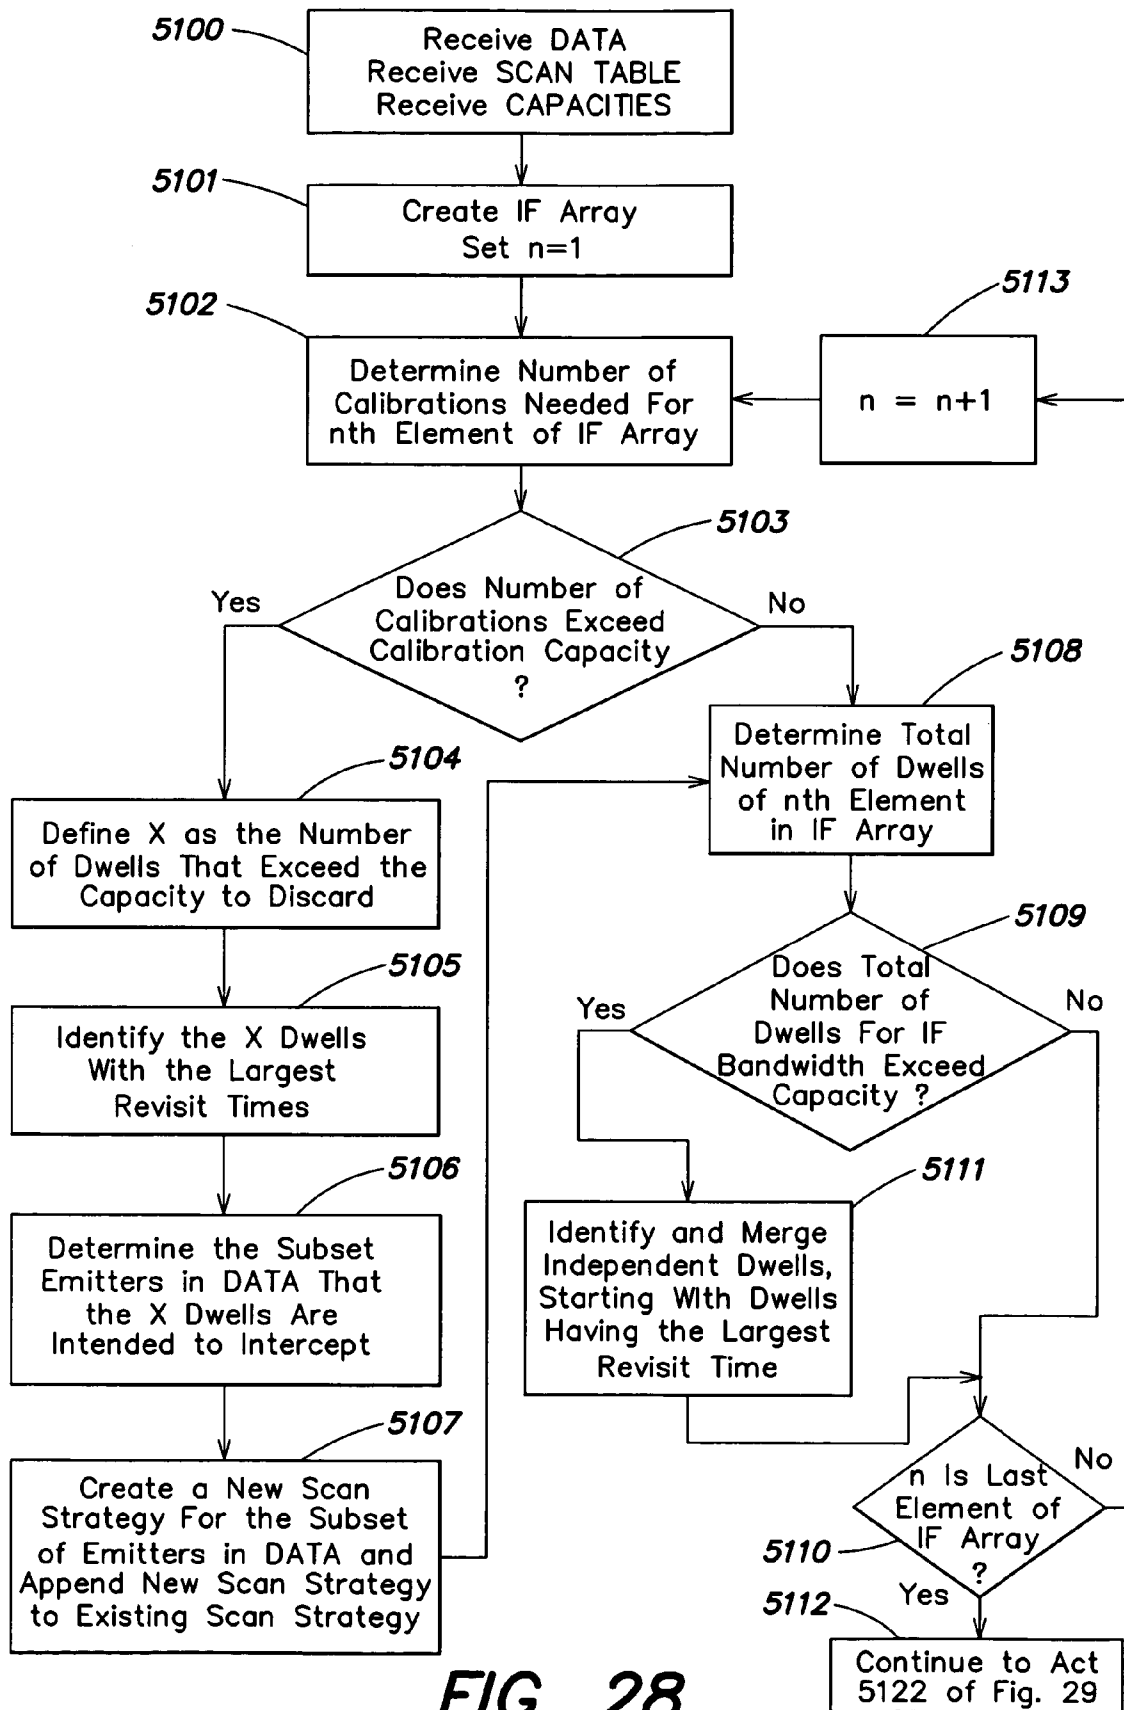 5100
Receive DATA
Receive SCAN TABLE
Receive CAPACITIES
5101
Create IF Array
Set n=1
5102
Determine Number of
Calibrations Needed For
nth Element of IF Array
5113
n = n+1
5103
Does Number of
Calibrations Exceed
Calibration Capacity
?
Yes
No
5104
Define X as the Number
of Dwells That Exceed the
Capacity to Discard
5105
Identify the X Dwells
With the Largest
Revisit Times
5106
Determine the Subset
Emitters in DATA That
the X Dwells Are
Intended to Intercept
5107
Create a New Scan
Strategy For the Subset
of Emitters in DATA and
Append New Scan Strategy
to Existing Scan Strategy
5108
Determine Total
Number of Dwells
of nth Element
in IF Array
5109
Does Total
Number of
Dwells For IF
Bandwidth Exceed
Capacity ?
Yes
No
5111
Identify and Merge
Independent Dwells,
Starting With Dwells
Having the Largest
Revisit Time
5110
n Is Last
Element of
IF Array
?
No
Yes
5112
Continue to Act
5122 of Fig. 29
FIG. 28